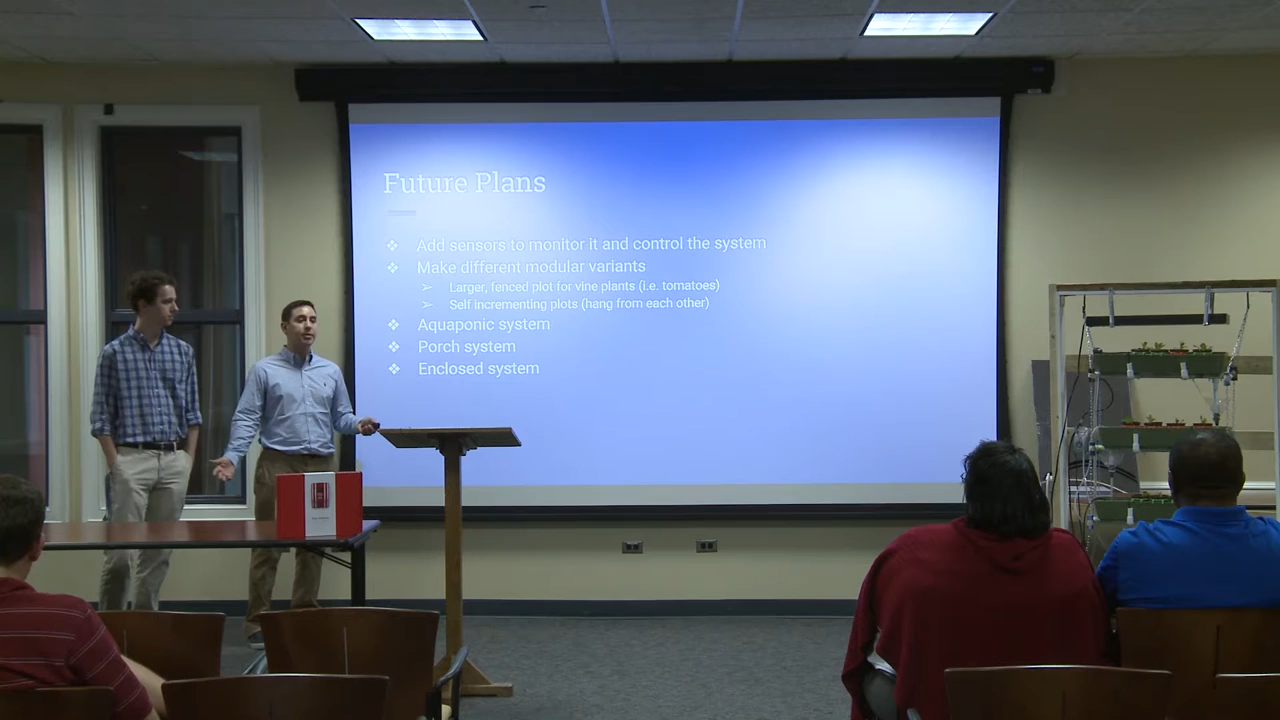 Future Plans
❖ Add sensors to monitor it and control the system
❖ Make different modular variants
➢ Larger, fenced plot for vine plants (i.e. tomatoes)
➢ Self incrementing plots (hang from each other)
❖ Aquaponic system
❖ Porch system
❖ Enclosed system